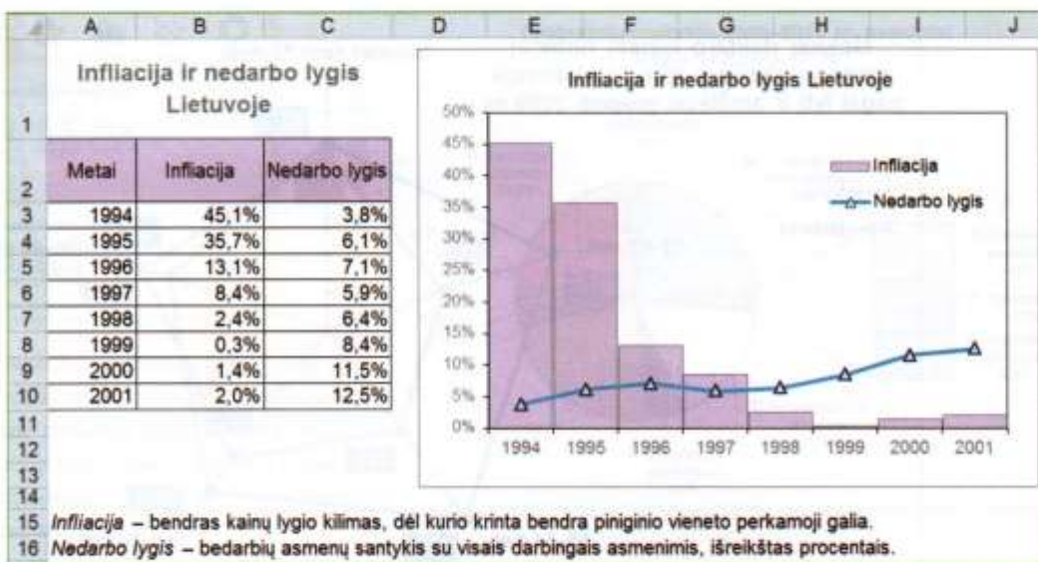 A B C D E F G H I J
1 Infliacija ir nedarbo lygis
Lietuvoje
2 Metai Infliacija Nedarbo lygis
3 1994 45,1% 3,8%
4 1995 35,7% 6,1%
5 1996 13,1% 7,1%
6 1997 8,4% 5,9%
7 1998 2,4% 6,4%
8 1999 0,3% 8,4%
9 2000 1,4% 11,5%
10 2001 2,0% 12,5%
11
12
13
14
Infliacija ir nedarbo lygis Lietuvoje
50%
45%
40%
35%
30%
25%
20%
15%
10%
5%
0%
Infliacija
Nedarbo lygis
1994 1995 1996 1997 1998 1999 2000 2001
15 Infliacija – bendras kainų lygio kilimas, dėl kurio krinta bendra piniginio vieneto perkamoji galia.
16 Nedarbo lygis – bedarbių asmenų santykis su visais darbingais asmenimis, išreikštas procentais.